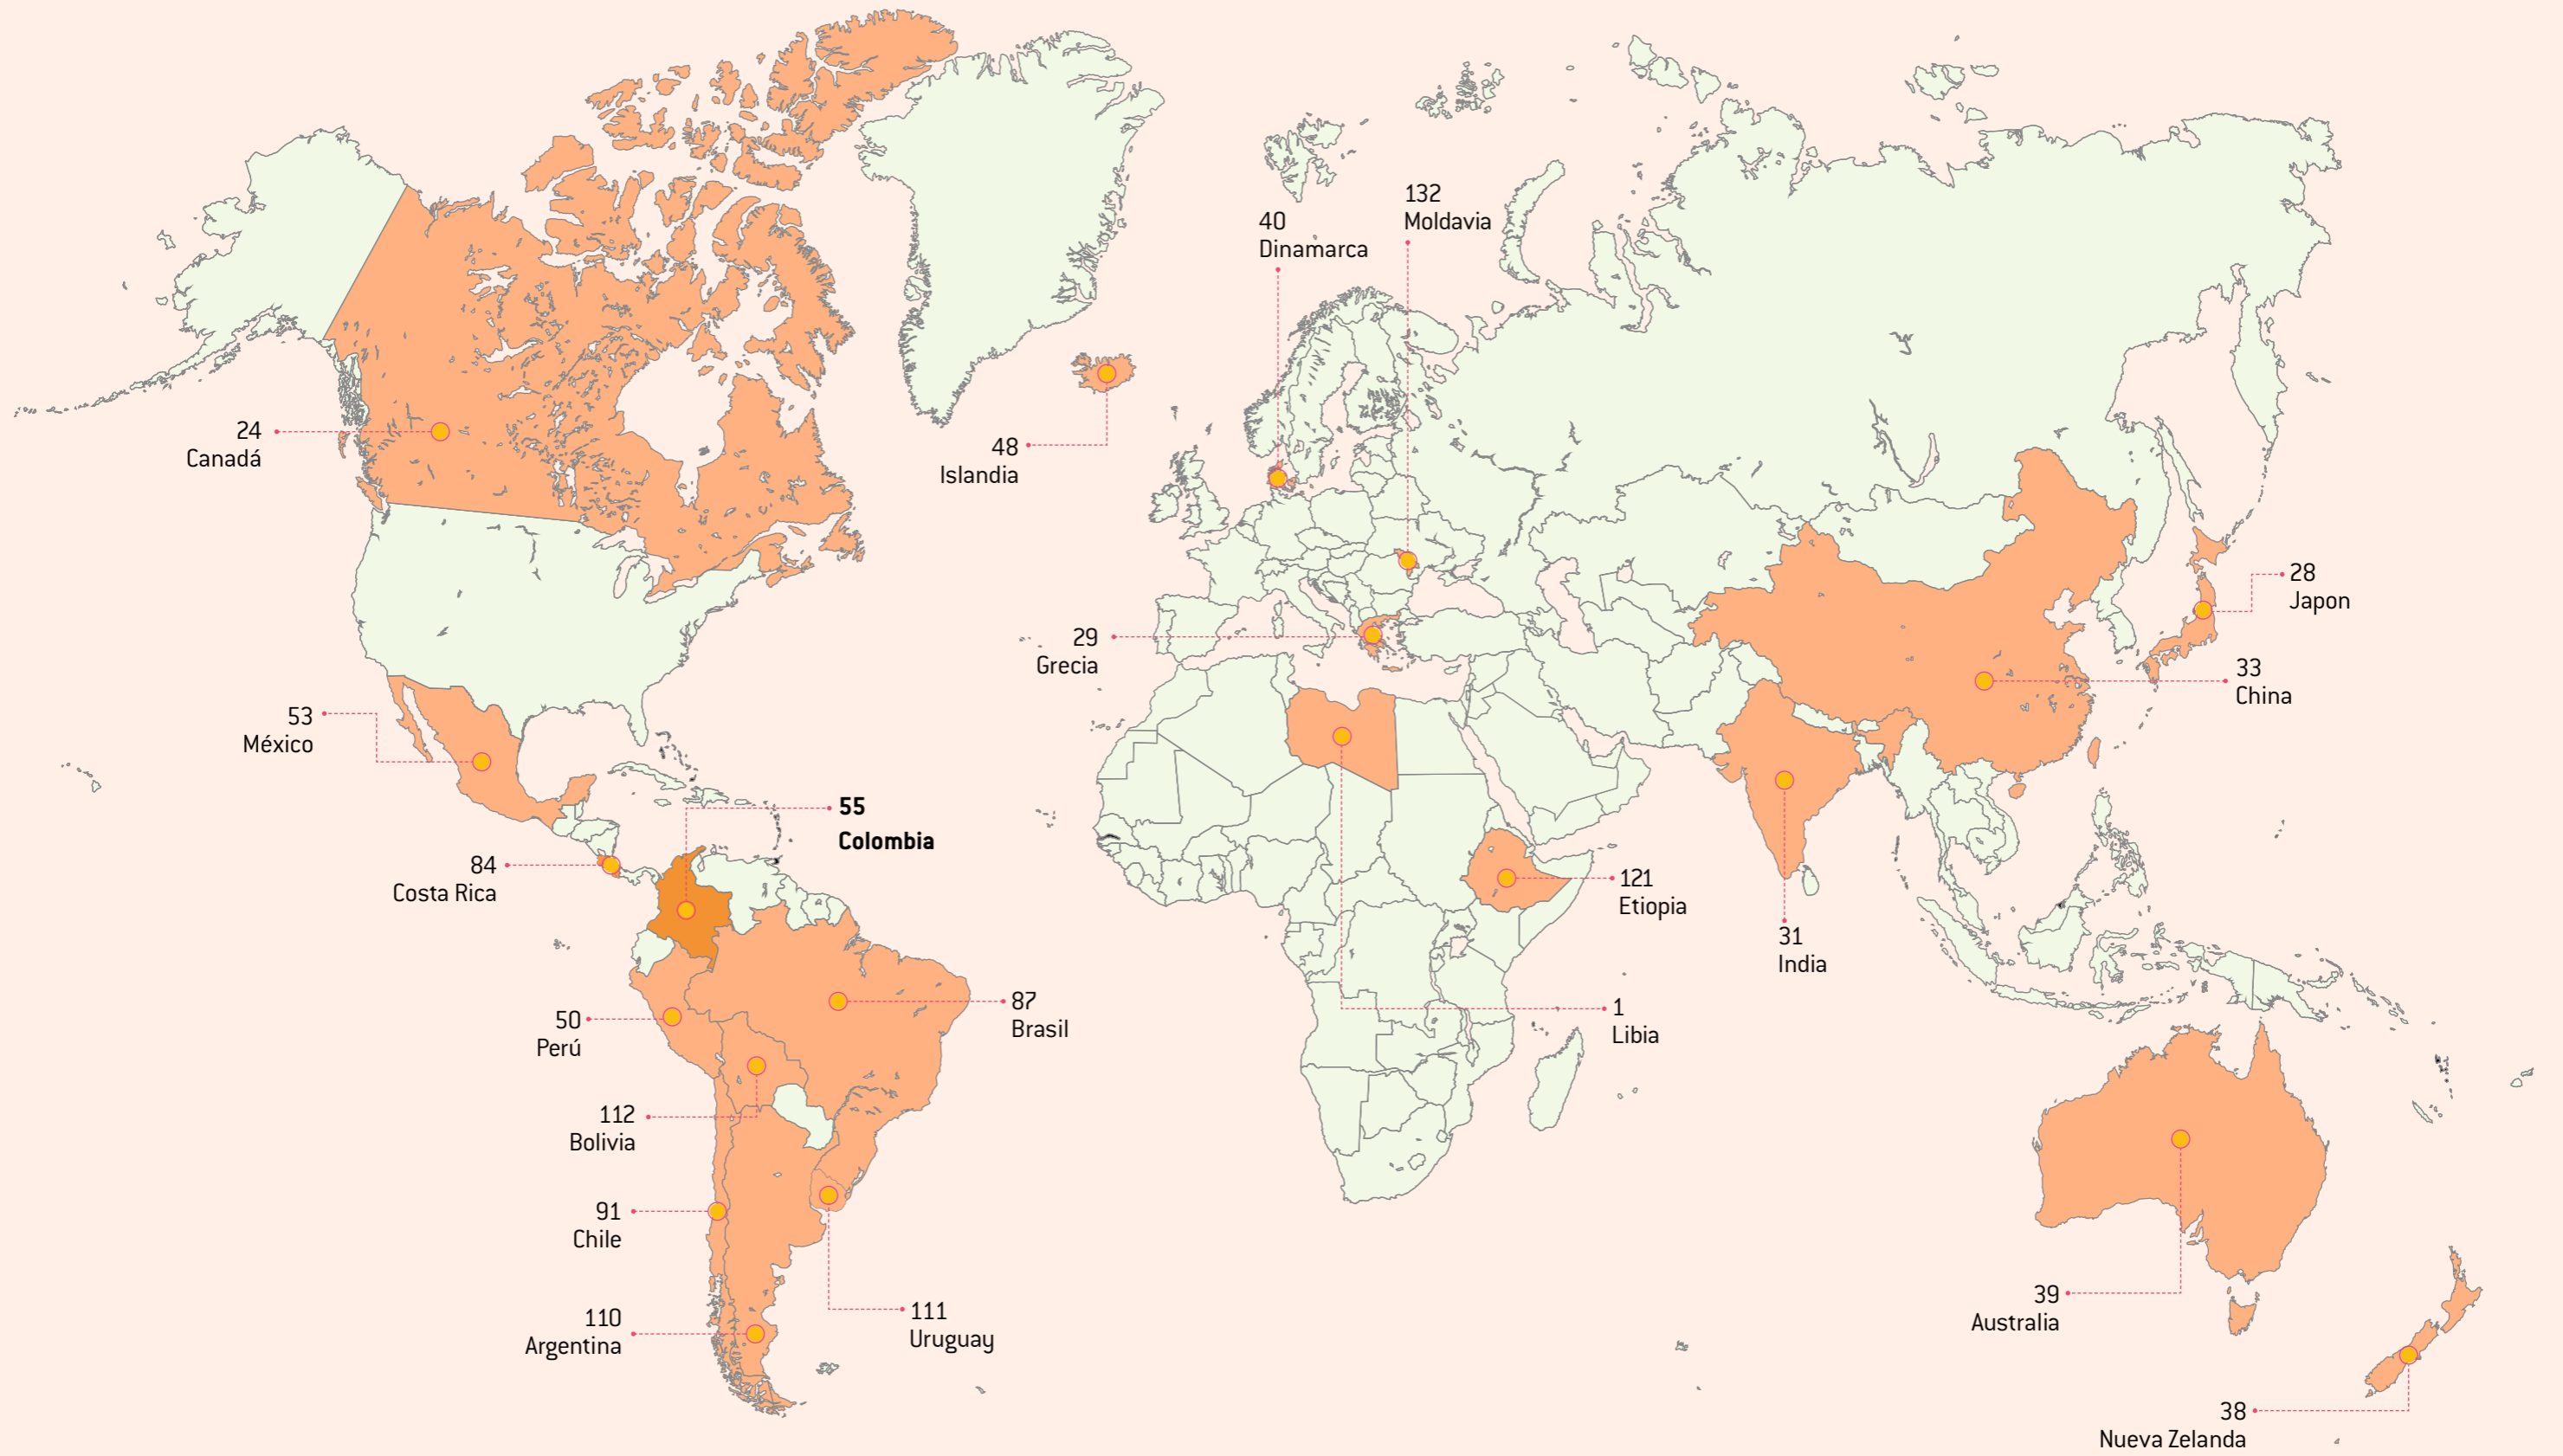 132
Moldavia
40
Dinamarca
24
Canadá
48
Islandia
28
Japon
29
Grecia
33
China
53
México
55
Colombia
84
Costa Rica
121
Etiopia
31
India
87
Brasil
1
Libia
50
Perú
112
Bolivia
91
Chile
39
Australia
111
Uruguay
110
Argentina
38
Nueva Zelanda